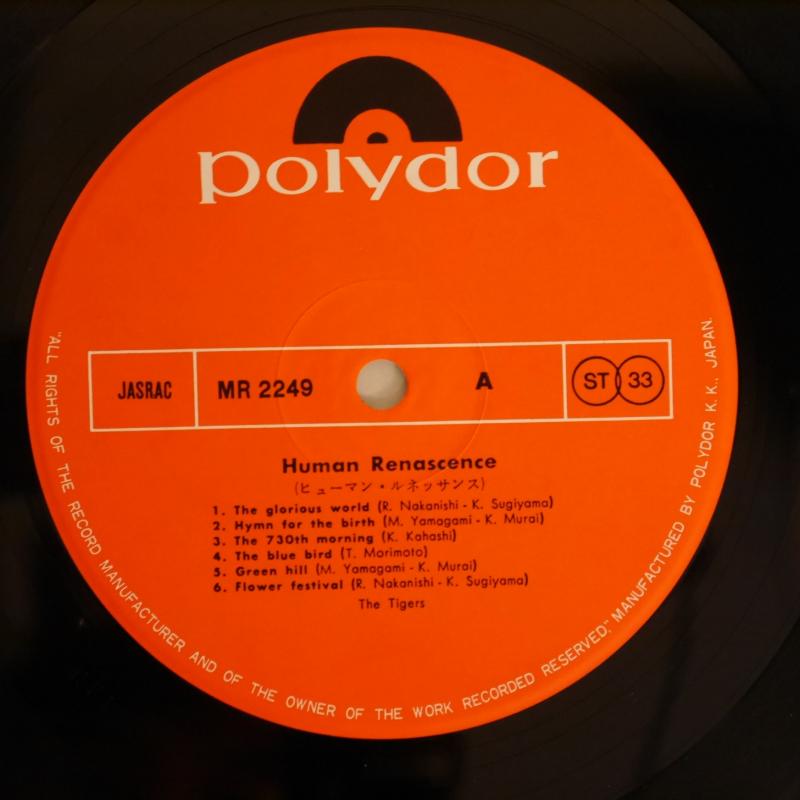 polydor
JASRAC
MR 2249
A
ST 33
Human Renascence
(ヒューマン・ルネッサンス)
1. The glorious world (R. Nakanishi - K. Sugiyama)
2. Hymn for the birth (M. Yamagami - K. Murai)
3. The 730th morning (K. Kahashi)
4. The blue bird (T. Morimoto)
5. Green hill (M. Yamagami - K. Murai)
6. Flower festival (R. Nakanishi - K. Sugiyama)
The Tigers
"ALL RIGHTS OF THE RECORD MANUFACTURER AND OF THE OWNER OF THE WORK RECORDED RESERVED," MANUFACTURED BY POLYDOR K. K., JAPAN.